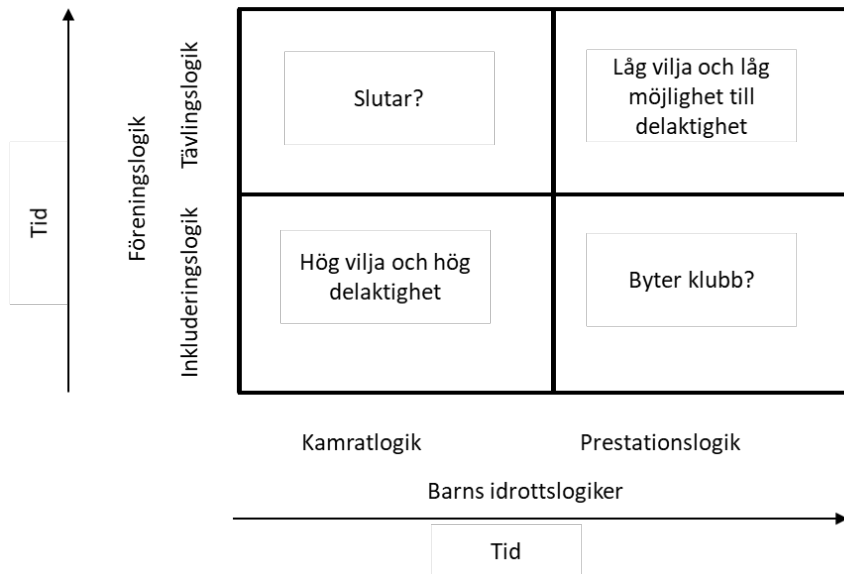 Tid
Föreningslogik
Tävlingslogik
Inkluderingslogik
Slutar?
Låg vilja och låg
möjlighet till
delaktighet
Hög vilja och hög
delaktighet
Byter klubb?
Kamratlogik
Prestationslogik
Barns idrottslogiker
Tid